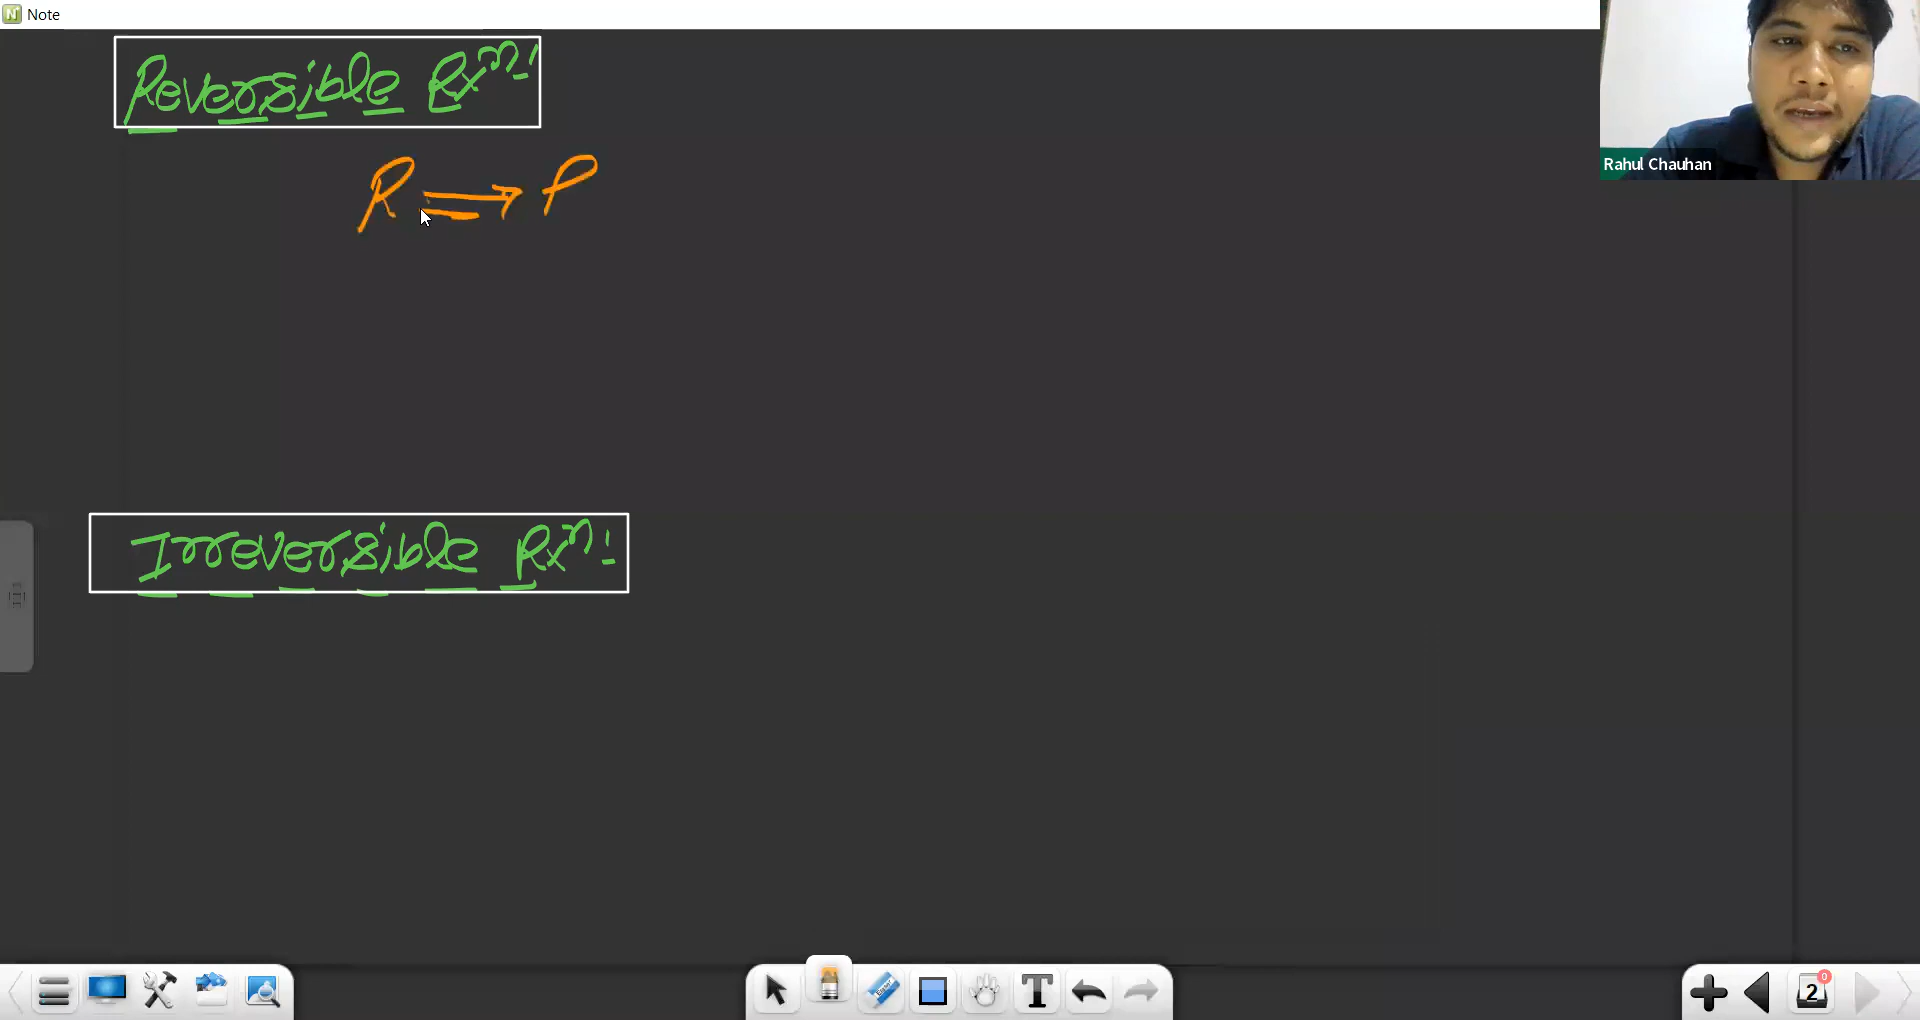 Note
Reversible Rxⁿ:
Rahul Chauhan
R ⇌ P
Irreversible Rxⁿ:
T
2
0